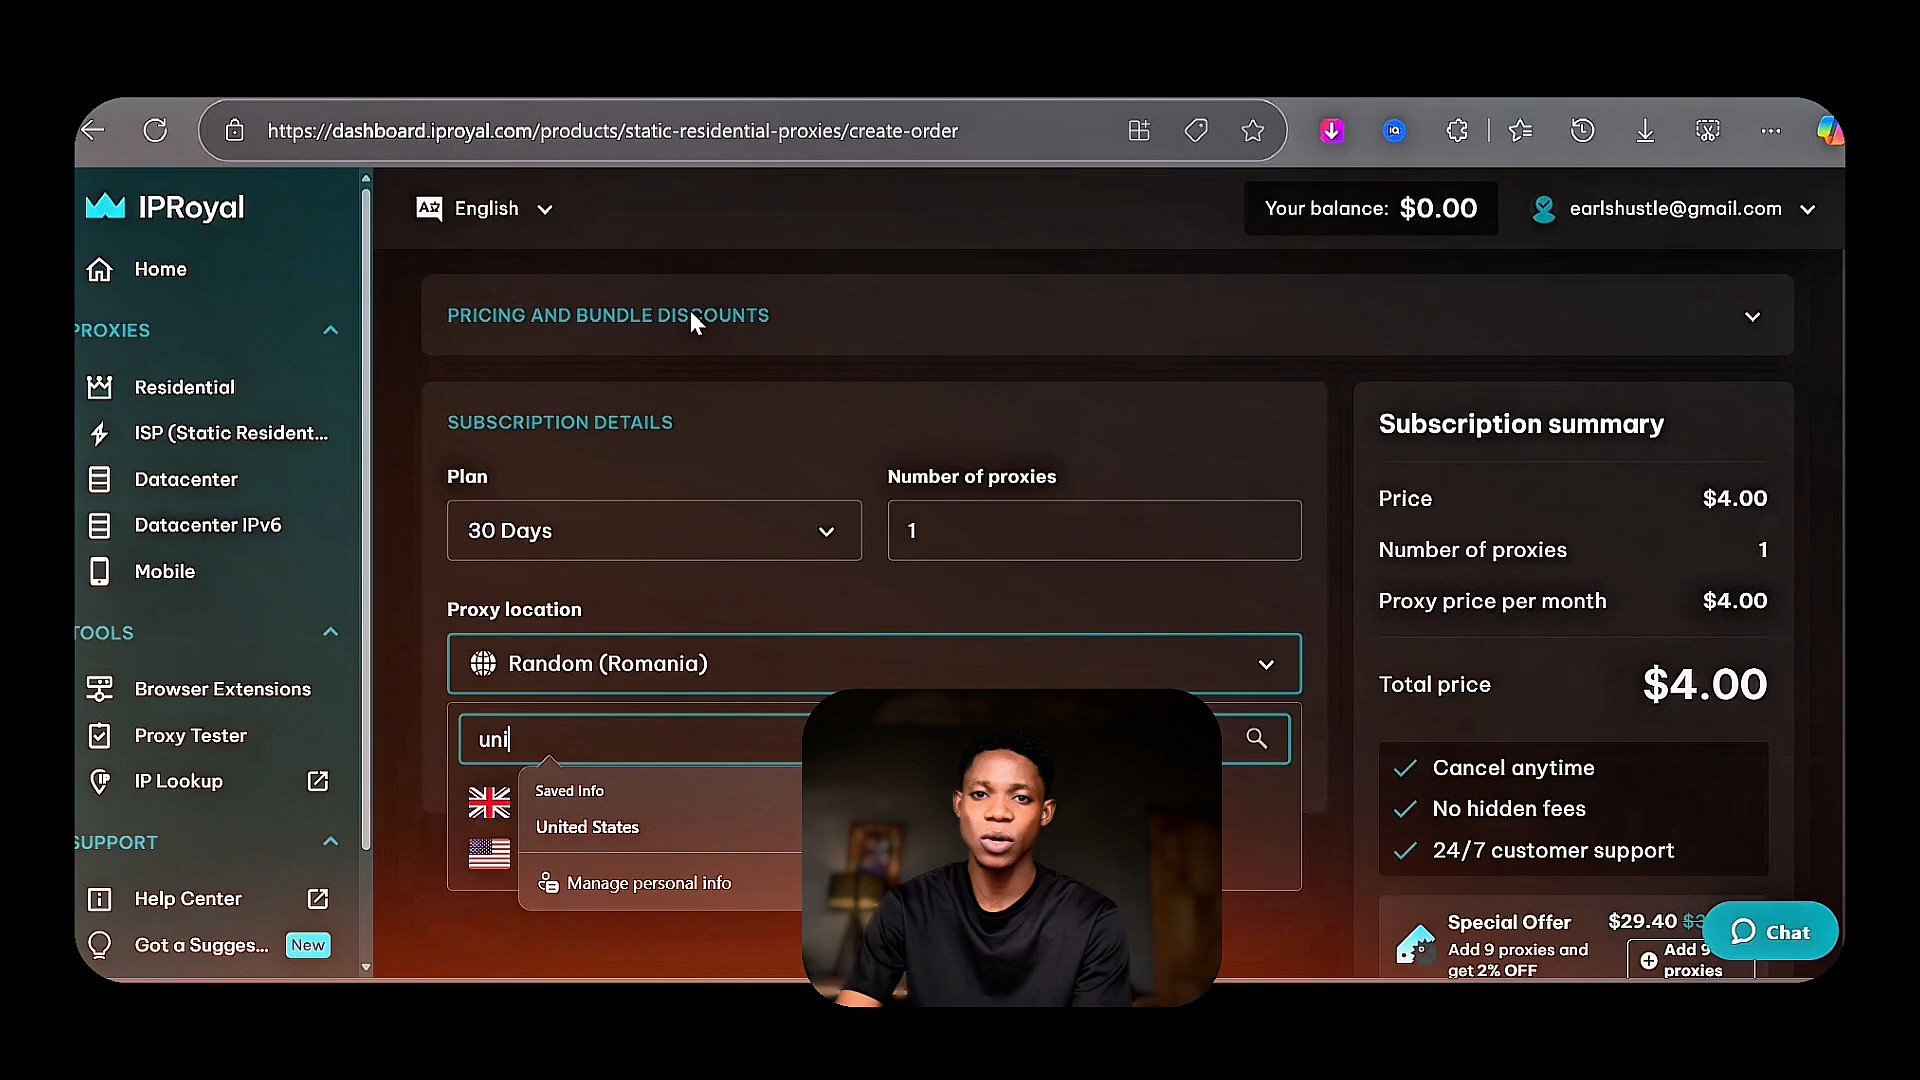 https://dashboard.iproyal.com/products/static-residential-proxies/create-order
IPRoyal
English
Your balance: $0.00
earlshustle@gmail.com
Home
PROXIES
Residential
ISP (Static Resident...
Datacenter
Datacenter IPv6
Mobile
TOOLS
Browser Extensions
Proxy Tester
IP Lookup
SUPPORT
Help Center
Got a Sugges... New
PRICING AND BUNDLE DISCOUNTS
SUBSCRIPTION DETAILS
Plan
30 Days
Number of proxies
1
Proxy location
Random (Romania)
uni
Saved Info
United States
Manage personal info
Subscription summary
Price $4.00
Number of proxies 1
Proxy price per month $4.00
Total price $4.00
Cancel anytime
No hidden fees
24/7 customer support
Special Offer $29.40
Add 9 proxies and
get 2% OFF
Add 9
proxies
Chat